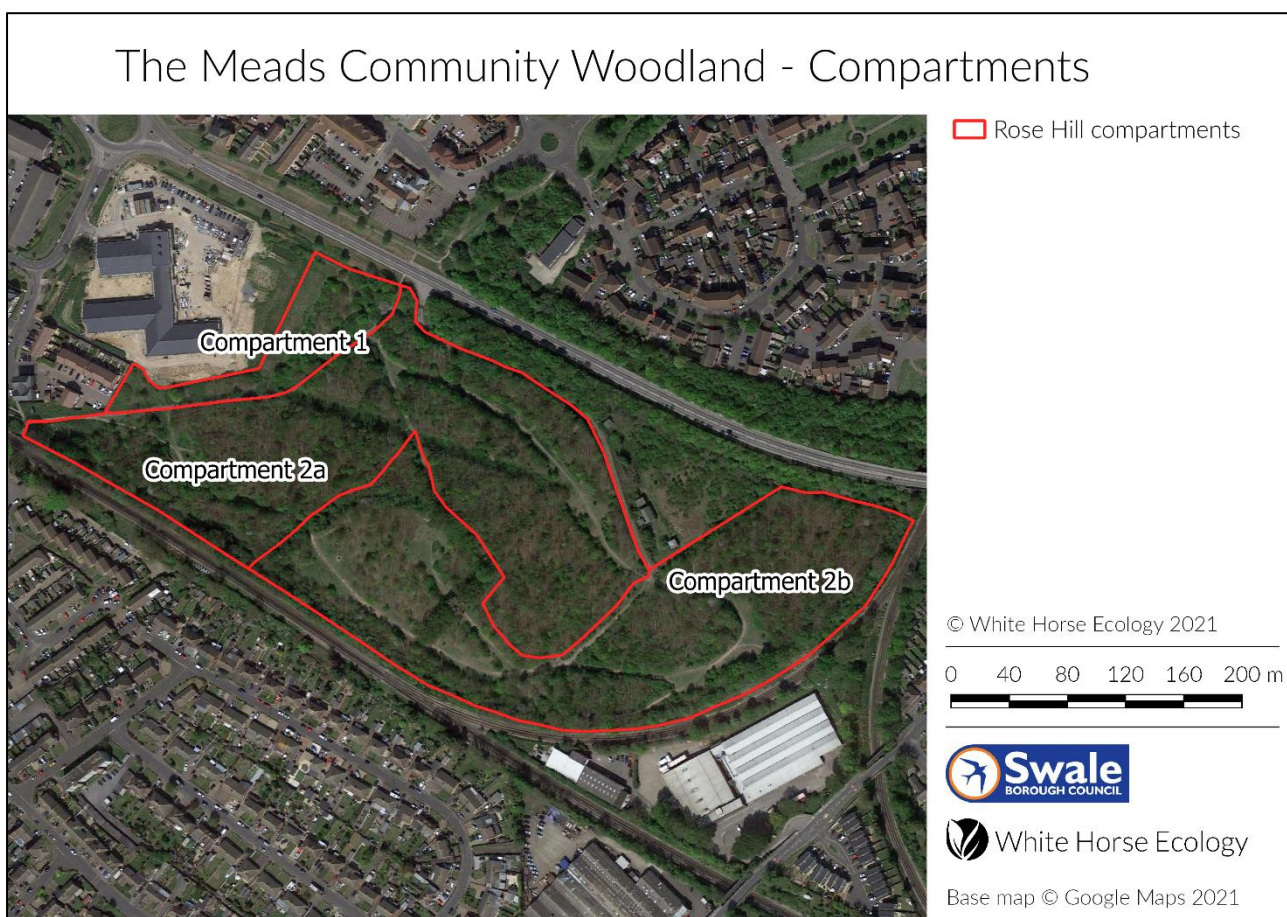 The Meads Community Woodland - Compartments
Rose Hill compartments
Compartment 1
Compartment 2a
Compartment 2b
© White Horse Ecology 2021
0 40 80 120 160 200 m
Swale
BOROUGH COUNCIL
White Horse Ecology
Base map © Google Maps 2021